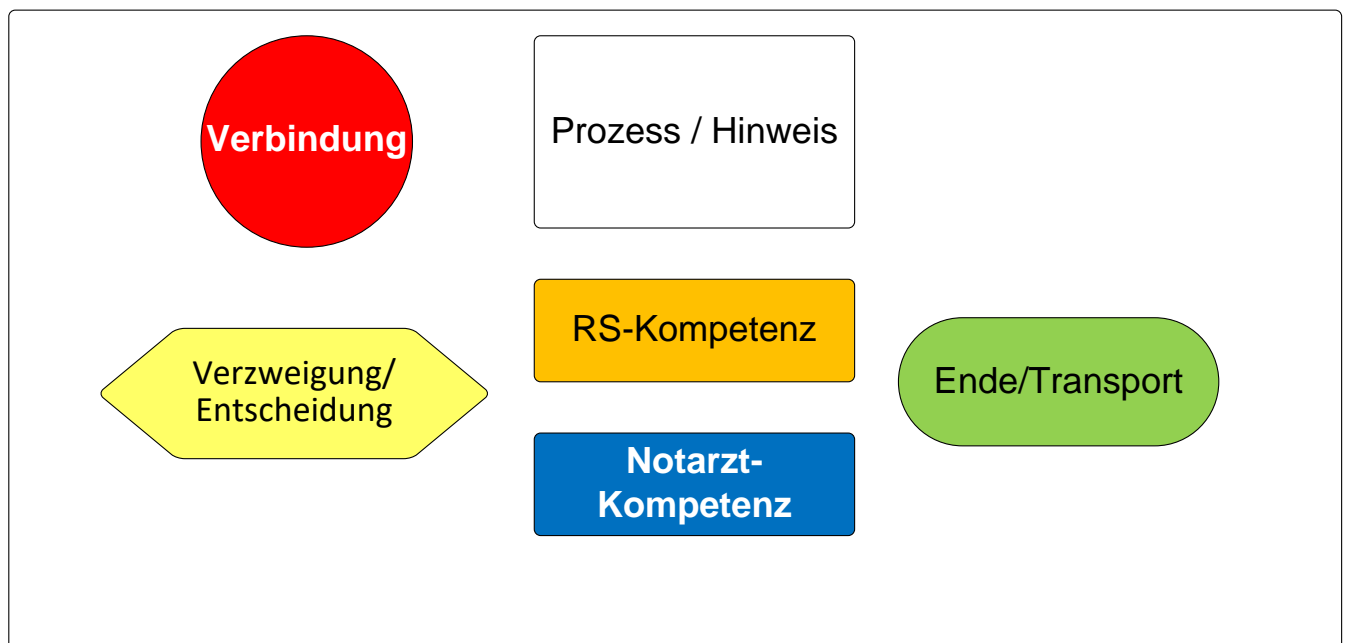 Verbindung
Prozess / Hinweis
RS-Kompetenz
Verzweigung/
Entscheidung
Ende/Transport
Notarzt-
Kompetenz